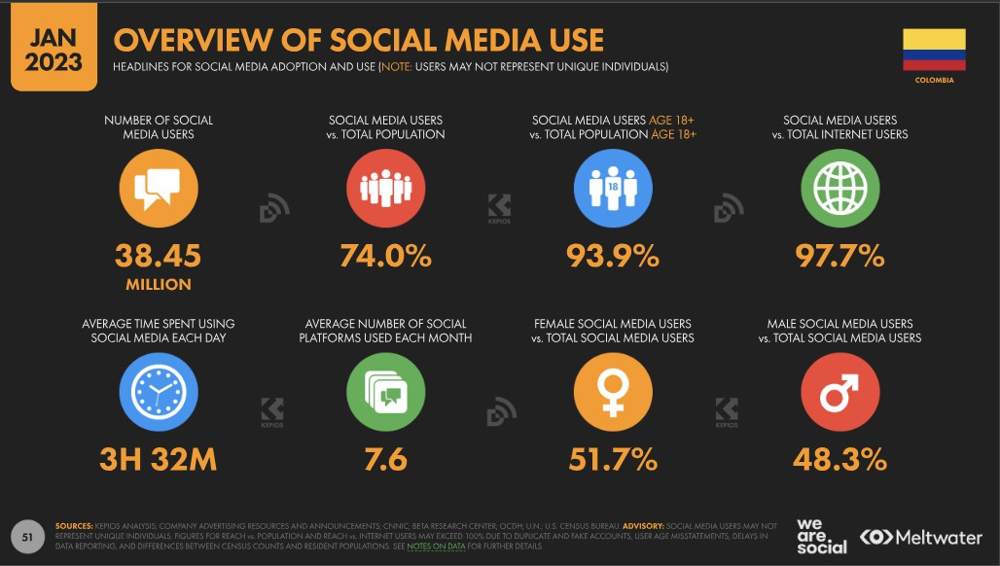 JAN
2023
OVERVIEW OF SOCIAL MEDIA USE
HEADLINES FOR SOCIAL MEDIA ADOPTION AND USE (NOTE: USERS MAY NOT REPRESENT UNIQUE INDIVIDUALS)
COLOMBIA
NUMBER OF SOCIAL
MEDIA USERS
38.45
MILLION
SOCIAL MEDIA USERS
vs. TOTAL POPULATION
74.0%
SOCIAL MEDIA USERS AGE 18+
vs. TOTAL POPULATION AGE 18+
18
93.9%
SOCIAL MEDIA USERS
vs. TOTAL INTERNET USERS
97.7%
KEPIOS
AVERAGE TIME SPENT USING
SOCIAL MEDIA EACH DAY
3H 32M
KEPIOS
AVERAGE NUMBER OF SOCIAL
PLATFORMS USED EACH MONTH
7.6
FEMALE SOCIAL MEDIA USERS
vs. TOTAL SOCIAL MEDIA USERS
51.7%
KEPIOS
MALE SOCIAL MEDIA USERS
vs. TOTAL SOCIAL MEDIA USERS
48.3%
51
SOURCES: KEPIOS ANALYSIS; COMPANY ADVERTISING RESOURCES AND ANNOUNCEMENTS; CNNIC; BETA RESEARCH CENTER; OCDH; U.N.; U.S. CENSUS BUREAU. ADVISORY: SOCIAL MEDIA USERS MAY NOT
REPRESENT UNIQUE INDIVIDUALS. FIGURES FOR REACH vs. POPULATION AND REACH vs. INTERNET USERS MAY EXCEED 100% DUE TO DUPLICATE AND FAKE ACCOUNTS, USER AGE MISSTATEMENTS, DELAYS IN
DATA REPORTING, AND DIFFERENCES BETWEEN CENSUS COUNTS AND RESIDENT POPULATIONS. SEE NOTES ON DATA FOR FURTHER DETAILS
we
are
social
Meltwater